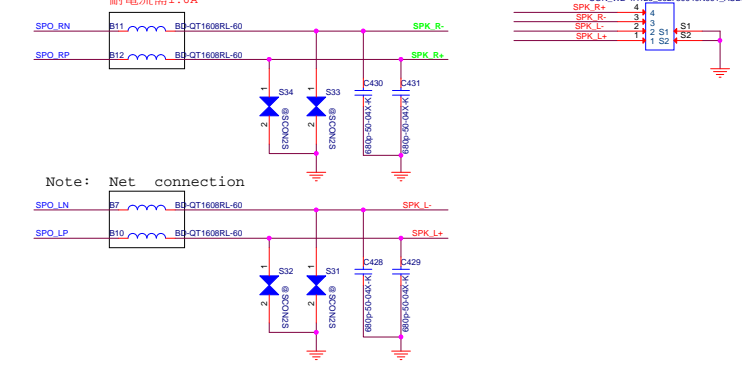 SPO_RN B11 BD-QT1608RL-60 SPK_R-
SPO_RP B12 BD-QT1608RL-60 SPK_R+
1 S34 2 @SCON2S
1 S33 2 @SCON2S
C430 680p-50-04X-K
C431 680p-50-04X-K
Note: Net connection
SPO_LN B7 BD-QT1608RL-60 SPK_L-
SPO_LP B10 BD-QT1608RL-60 SPK_L+
1 S32 2 @SCON2S
1 S31 2 @SCON2S
C428 680p-50-04X-K
C429 680p-50-04X-K
SPK_R+ 4 4
SPK_R- 3 3
SPK_L- 2 2 S1 S1
SPK_L+ 1 1 S2 S2